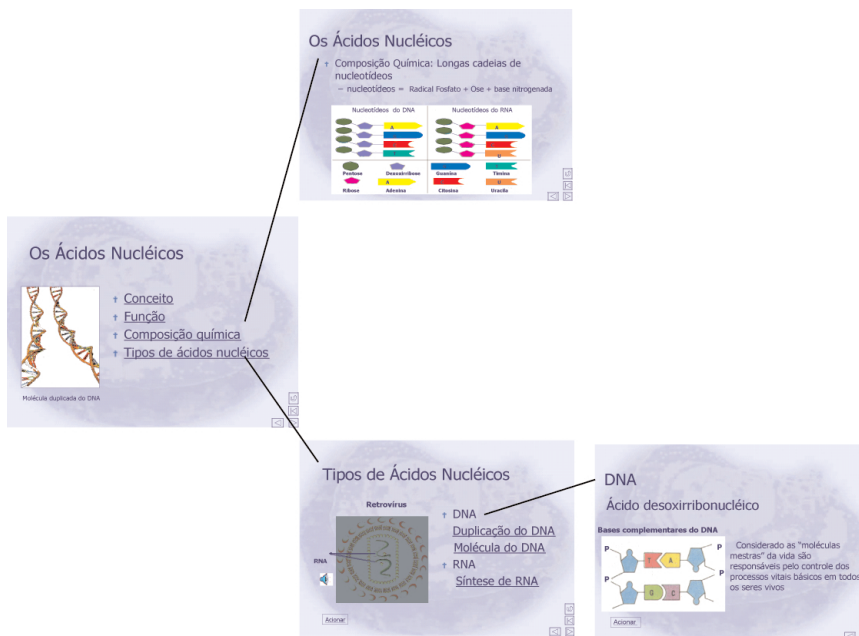 Os Ácidos Nucléicos
† Composição Química: Longas cadeias de
nucleotídeos
– nucleotídeos = Radical Fosfato + Ose + base nitrogenada
Nucleotídeos do DNA
Nucleotídeos do RNA
A
A
U
Pentose
Desoxirribose
Guanina
Timina
Ribose
A
Adenina
Citosina
U
Uracila
Os Ácidos Nucléicos
† Conceito
† Função
† Composição química
† Tipos de ácidos nucléicos
Molécula duplicada do DNA
Tipos de Ácidos Nucléicos
Retrovírus
RNA
† DNA
Duplicação do DNA
Molécula do DNA
† RNA
Síntese de RNA
Acionar
DNA
Ácido desoxirribonucléico
Bases complementares do DNA
P
T
A
P
P
G
C
P
Considerado as “moléculas
mestras” da vida são
responsáveis pelo controle dos
processos vitais básicos em todos
os seres vivos
Acionar